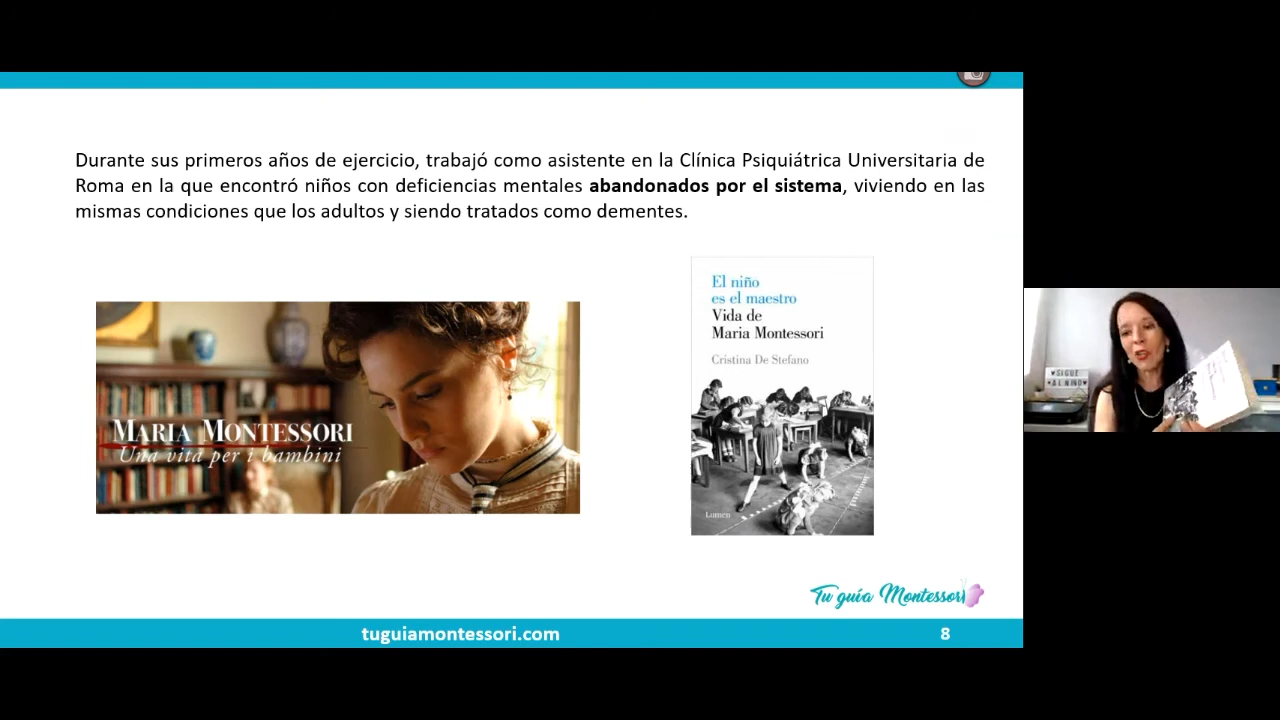 Durante sus primeros años de ejercicio, trabajó como asistente en la Clínica Psiquiátrica Universitaria de
Roma en la que encontró niños con deficiencias mentales abandonados por el sistema, viviendo en las
mismas condiciones que los adultos y siendo tratados como dementes.
MARIA MONTESSORI
Una vita per i bambini
El niño
es el maestro
Vida de
Maria Montessori
Cristina De Stefano
Lumen
SIGUE
AL NIÑO
Tu guía Montessori
tuguiamontessori.com
8